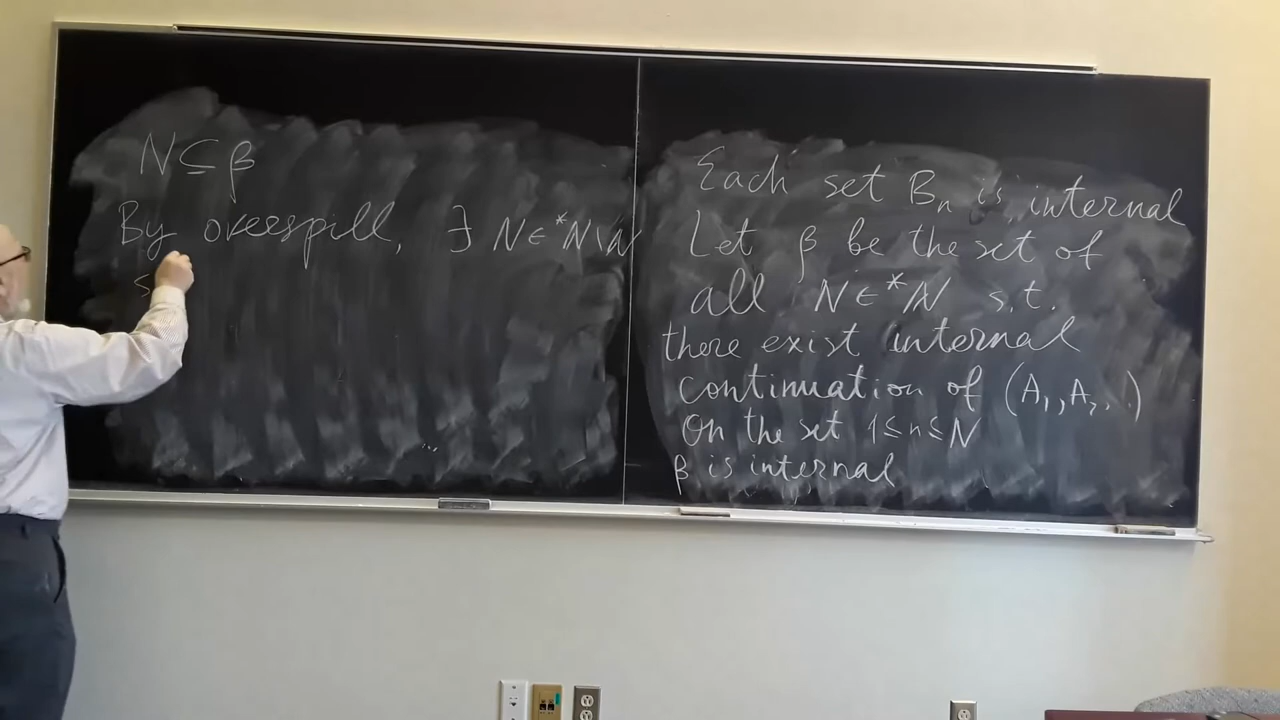 N ⊆ β
By overspill, ∃ N ∈ *ℕ \ ℕ
s
Each set Bₙ is internal
Let β be the set of
all N ∈ *ℕ s.t.
there exist internal
continuation of (A₁, A₂, ..)
On the set 1 ≤ n ≤ N
β is internal